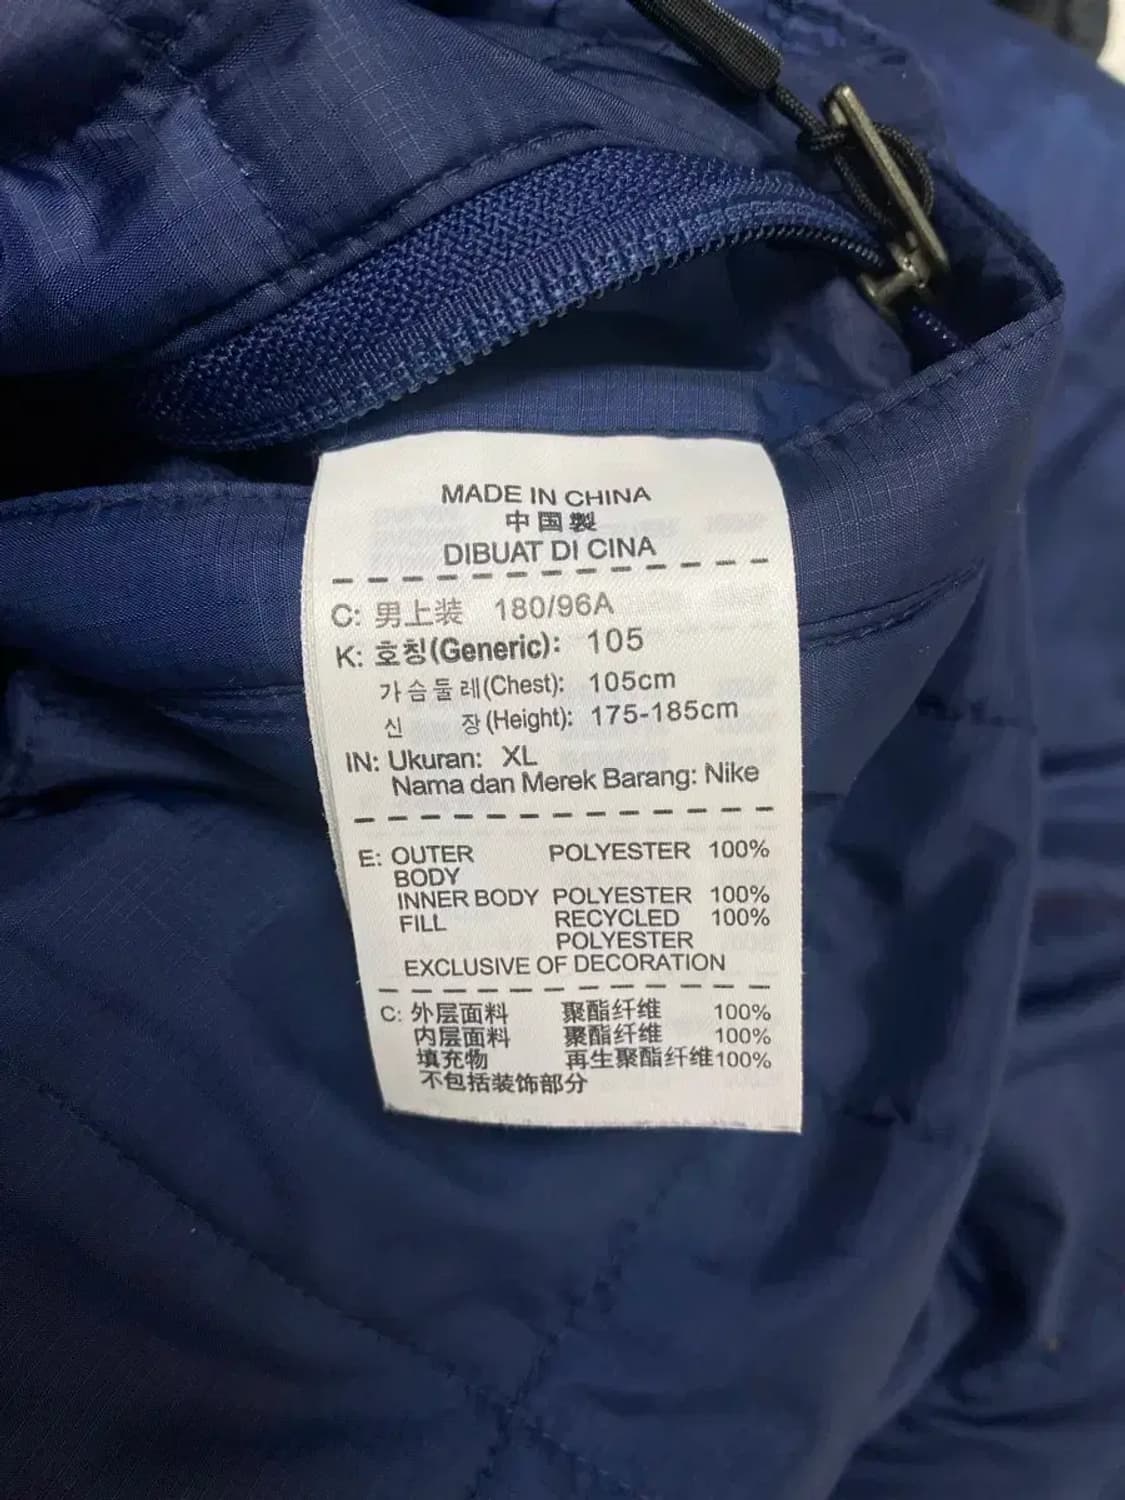 MADE IN CHINA
中国製
DIBUAT DI CINA
C: 男上装 180/96A
K: 호칭(Generic): 105
가슴둘레(Chest): 105cm
신 장(Height): 175-185cm
IN: Ukuran: XL
Nama dan Merek Barang: Nike
E: OUTER POLYESTER 100%
BODY
INNER BODY POLYESTER 100%
FILL RECYCLED 100%
POLYESTER
EXCLUSIVE OF DECORATION
C: 外层面料 聚酯纤维 100%
内层面料 聚酯纤维 100%
填充物 再生聚酯纤维100%
不包括装饰部分